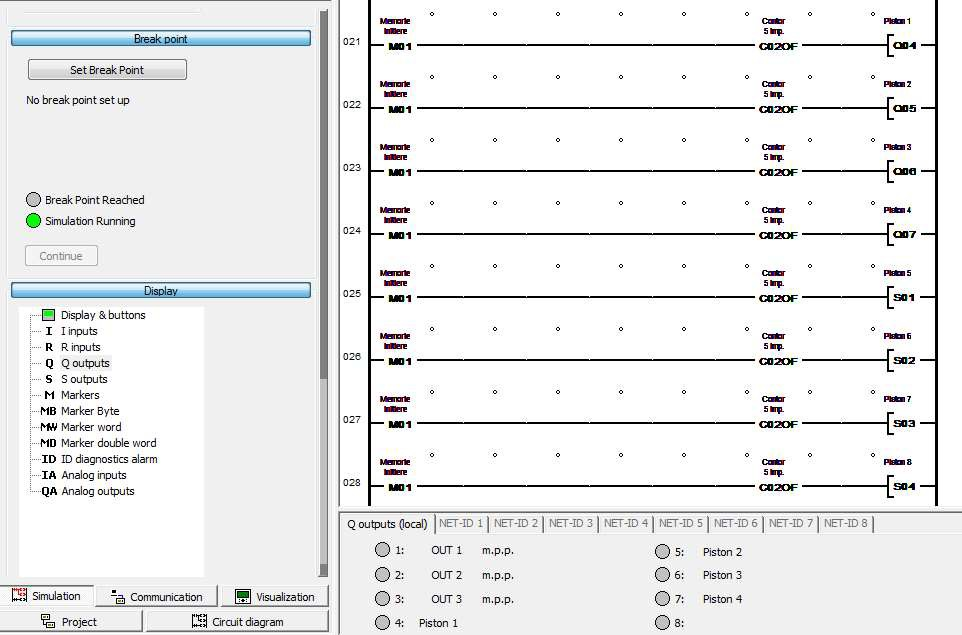 Break point
Set Break Point
No break point set up
Break Point Reached
Simulation Running
Continue
Display
Display & buttons
I I inputs
R R inputs
Q Q outputs
S S outputs
M Markers
MB Marker Byte
MW Marker word
MD Marker double word
ID ID diagnostics alarm
IA Analog inputs
QA Analog outputs
Simulation Communication Visualization
Project Circuit diagram
Memorie Contor Piston 1
Initiere 5 Imp.
021 M01 C02OF Q04
Memorie Contor Piston 2
Initiere 5 Imp.
022 M01 C02OF Q05
Memorie Contor Piston 3
Initiere 5 Imp.
023 M01 C02OF Q06
Memorie Contor Piston 4
Initiere 5 Imp.
024 M01 C02OF Q07
Memorie Contor Piston 5
Initiere 5 Imp.
025 M01 C02OF S01
Memorie Contor Piston 6
Initiere 5 Imp.
026 M01 C02OF S02
Memorie Contor Piston 7
Initiere 5 Imp.
027 M01 C02OF S03
Memorie Contor Piston 8
Initiere 5 Imp.
028 M01 C02OF S04
Q outputs (local) NET-ID 1 NET-ID 2 NET-ID 3 NET-ID 4 NET-ID 5 NET-ID 6 NET-ID 7 NET-ID 8
1: OUT 1 m.p.p. 5: Piston 2
2: OUT 2 m.p.p. 6: Piston 3
3: OUT 3 m.p.p. 7: Piston 4
4: Piston 1 8: